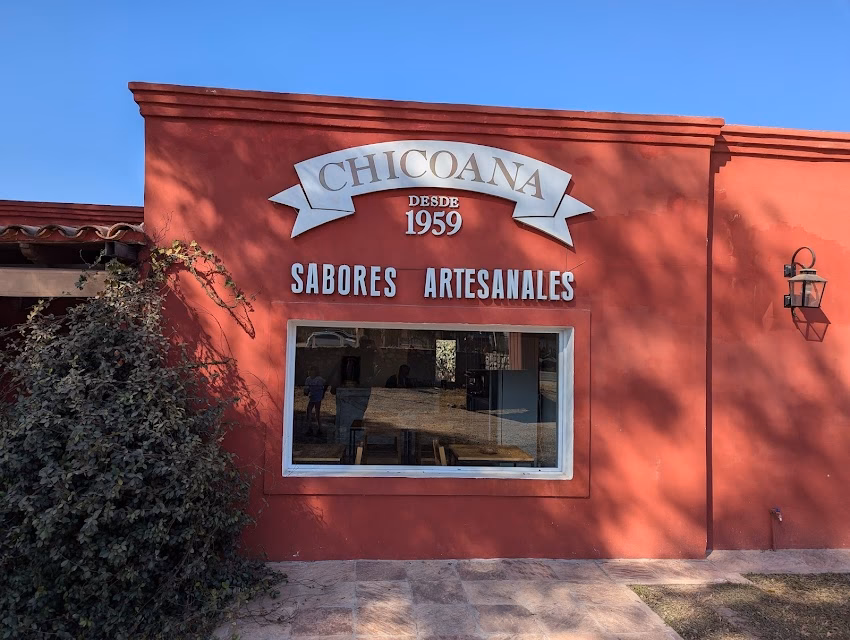 CHICOANA
DESDE
1959
SABORES ARTESANALES